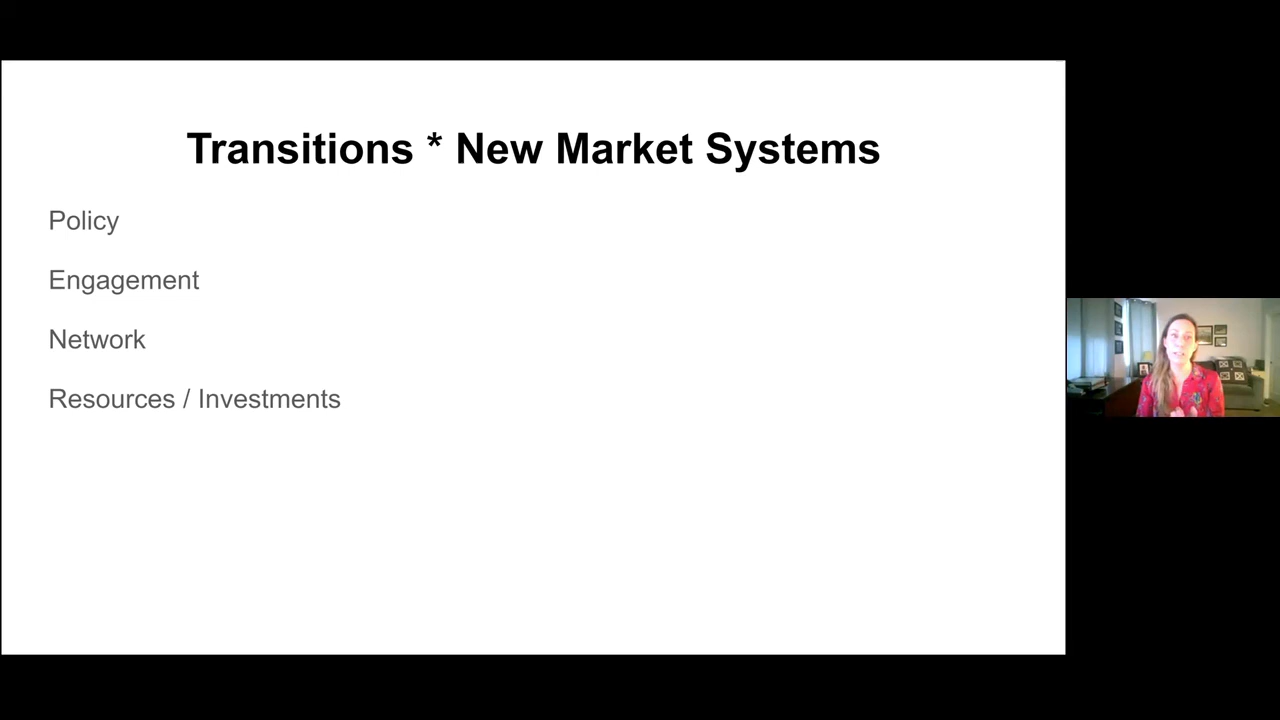 Transitions * New Market Systems
Policy
Engagement
Network
Resources / Investments